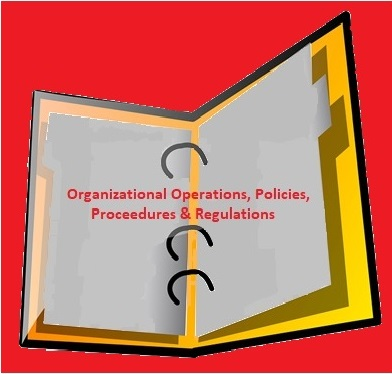 Organizational Operations, Policies,
Proceedures & Regulations